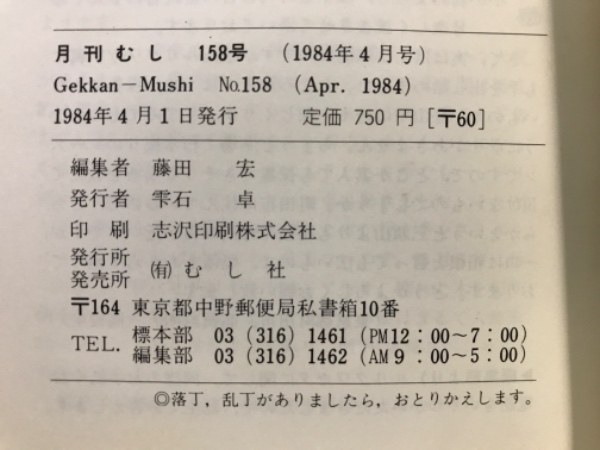 月刊むし 158号 (1984年4月号)
Gekkan－Mushi No.158 (Apr. 1984)
1984年4月1日発行 定価 750 円 [〒60]
編集者 藤田 宏
発行者 雫石 卓
印 刷 志沢印刷株式会社
発行所
発売所 ㈲ む し 社
〒164 東京都中野郵便局私書箱10番
TEL. 標本部 03 (316) 1461 (PM12：00〜7：00)
編集部 03 (316) 1462 (AM 9：00〜5：00)
◎落丁，乱丁がありましたら，おとりかえします。